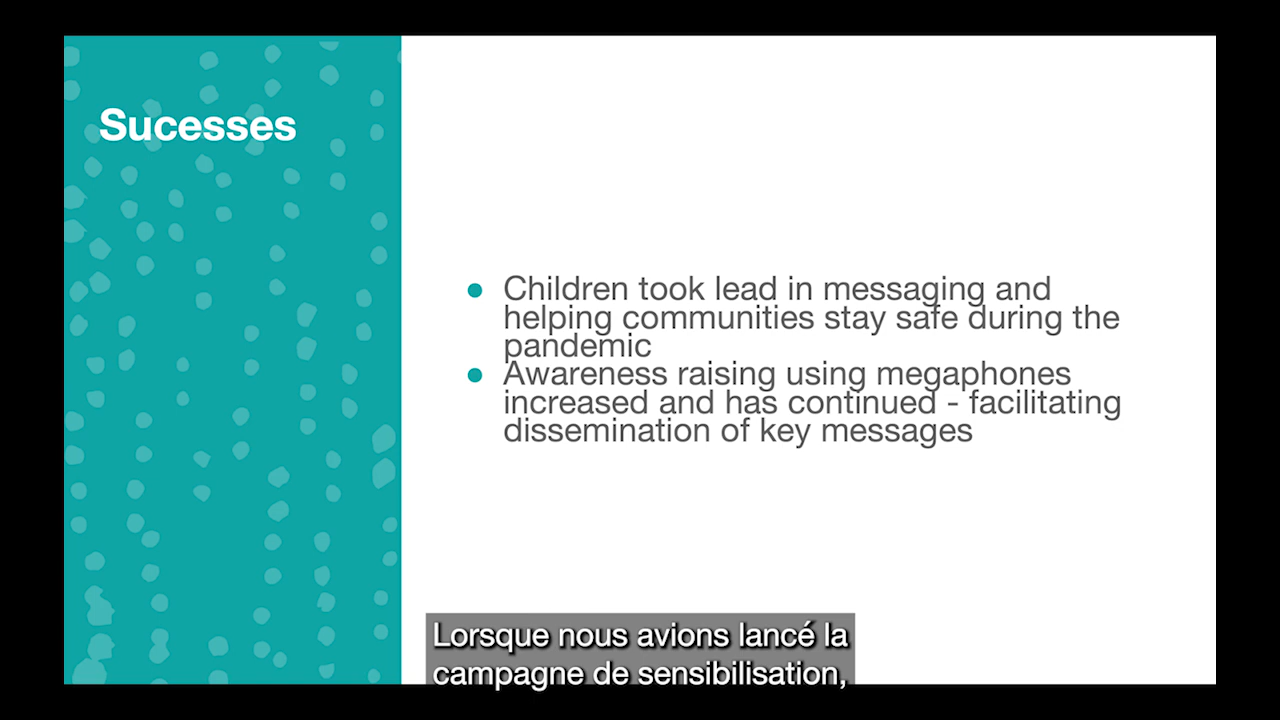 Sucesses
● Children took lead in messaging and
helping communities stay safe during the
pandemic
● Awareness raising using megaphones
increased and has continued - facilitating
dissemination of key messages
Lorsque nous avions lancé la
campagne de sensibilisation,